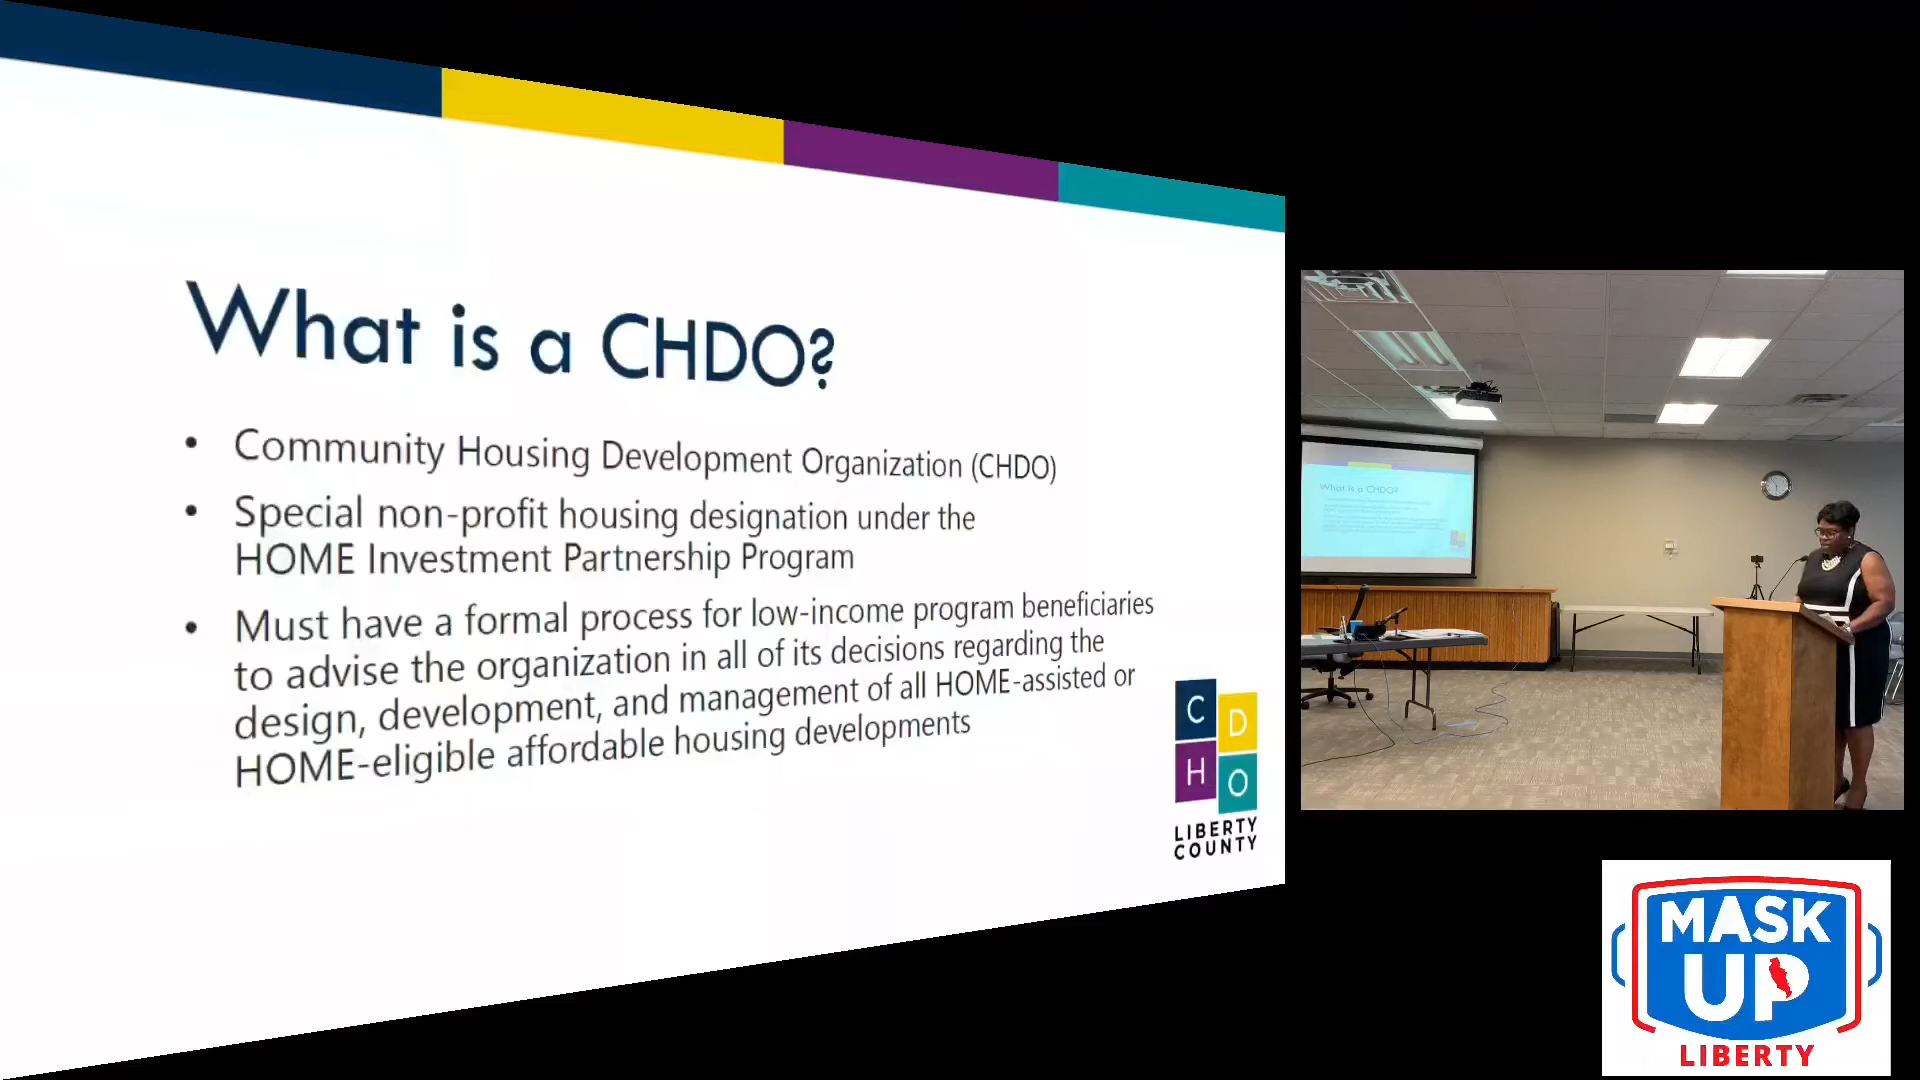 What is a CHDO?
• Community Housing Development Organization (CHDO)
• Special non-profit housing designation under the
HOME Investment Partnership Program
• Must have a formal process for low-income program beneficiaries
to advise the organization in all of its decisions regarding the
design, development, and management of all HOME-assisted or
HOME-eligible affordable housing developments
C D
H O
LIBERTY
COUNTY
What is a CHDO?
MASK
UP
LIBERTY